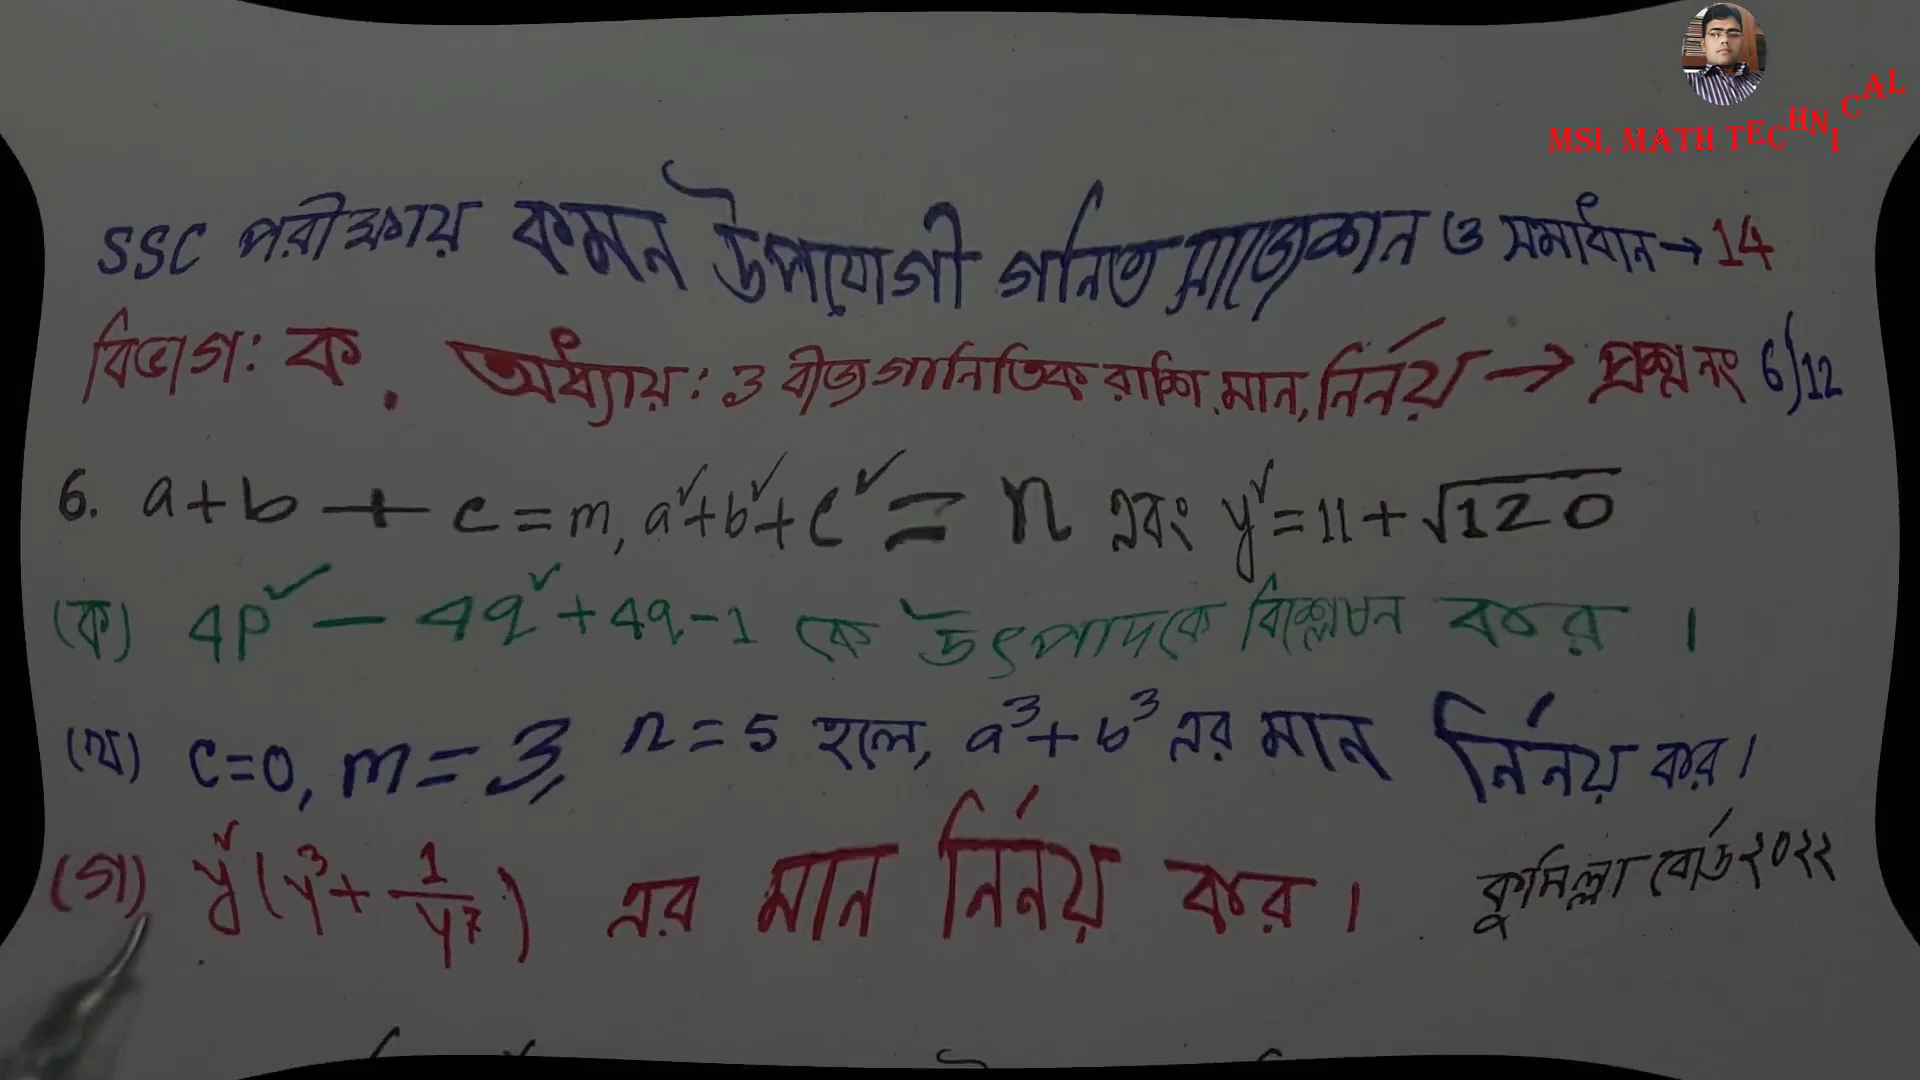 MSI, MATH TECHNICAL
SSC পরীক্ষায় কমন উপযোগী গনিত সাজেশান ও সমাধান → 14
বিভাগ: ক. অধ্যায়: ৩ বীজগানিতিক রাশি মান, নির্নয় → প্রশ্ন নং 6/12
6. a+b+c=m, a²+b²+c² = n এবং y²=11+√120
(ক) 4P² - 4q²+4q-1 কে উৎপাদকে বিশ্লেষন কর।
(খ) c=0, m=3, n=5 হলে, a³+b³ এর মান নির্নয় কর।
(গ) y²(y³+1/y⁷) এর মান নির্নয় কর। কুমিল্লা বোর্ড ২০২২